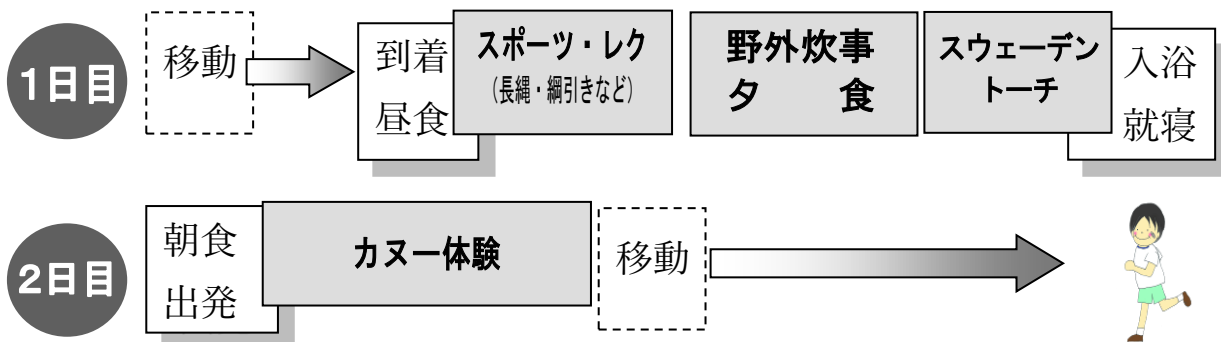 1日目
移動
到着
昼食
スポーツ・レク
(長縄・綱引きなど)
野外炊事
夕 食
スウェーデン
トーチ
入浴
就寝
2日目
朝食
出発
カヌー体験
移動